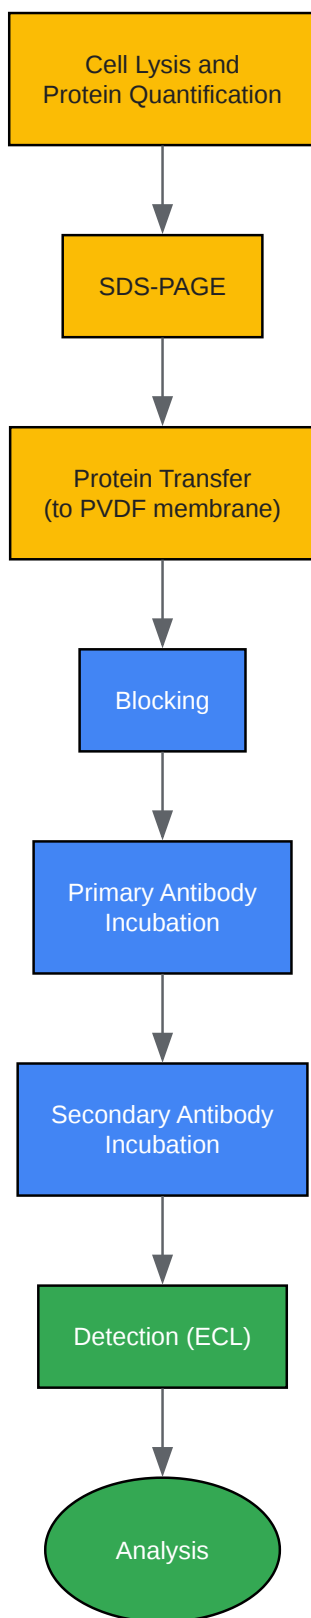 Cell Lysis and
Protein Quantification
SDS-PAGE
Protein Transfer
(to PVDF membrane)
Blocking
Primary Antibody
Incubation
Secondary Antibody
Incubation
Detection (ECL)
Analysis